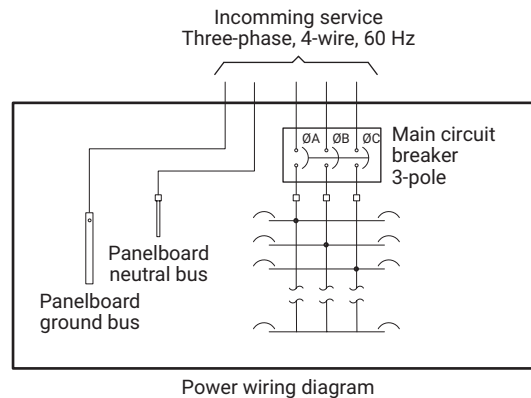 Incomming service
Three-phase, 4-wire, 60 Hz
ØA ØB ØC
Main circuit
breaker
3-pole
Panelboard
neutral bus
Panelboard
ground bus
Power wiring diagram